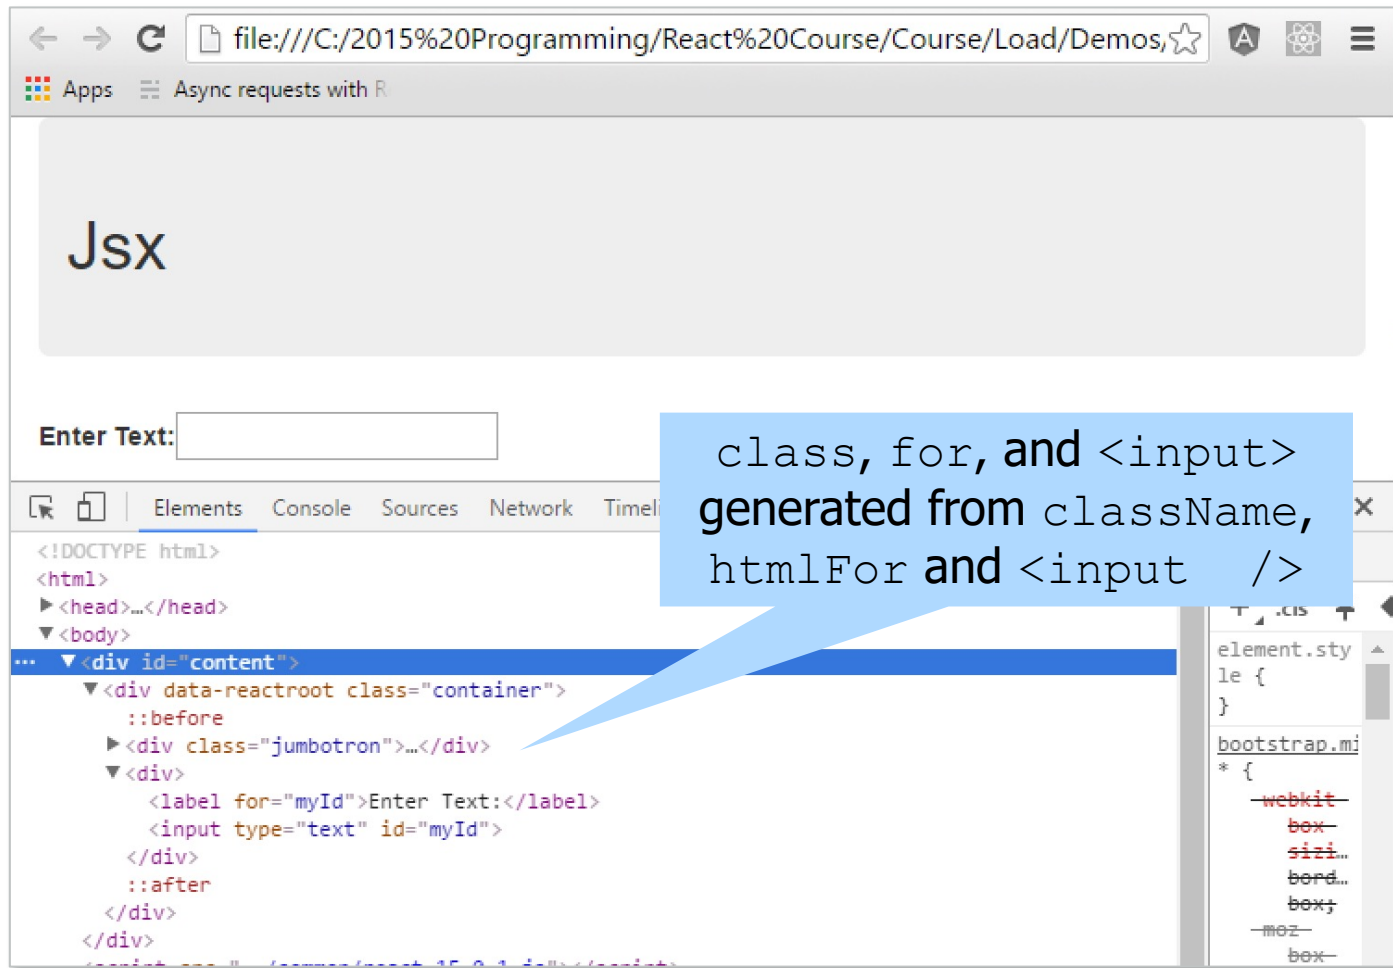 file:///C:/2015%20Programming/React%20Course/Course/Load/Demos,
Apps Async requests with R
Jsx
Enter Text:
class, for, and <input>
generated from className,
htmlFor and <input />
Elements Console Sources Network Timeli
<!DOCTYPE html>
<html>
<head>…</head>
<body>
<div id="content">
<div data-reactroot class="container">
::before
<div class="jumbotron">…</div>
<div>
<label for="myId">Enter Text:</label>
<input type="text" id="myId">
</div>
::after
</div>
</div>
.cls
element.sty
le {
}
bootstrap.mi
* {
-webkit-
box-
sizi…
bord…
box;
-moz-
box-